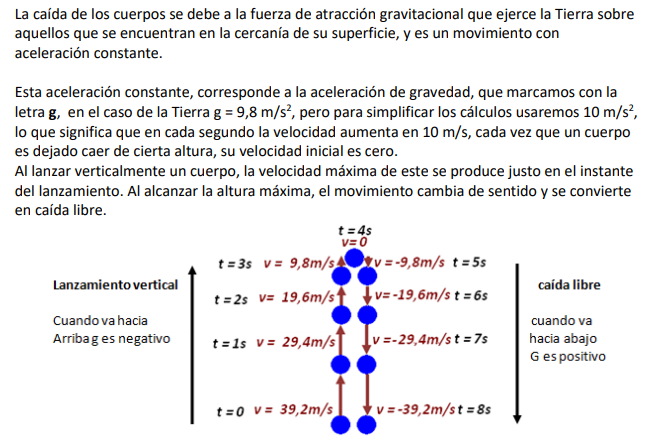 La caída de los cuerpos se debe a la fuerza de atracción gravitacional que ejerce la Tierra sobre
aquellos que se encuentran en la cercanía de su superficie, y es un movimiento con
aceleración constante.
Esta aceleración constante, corresponde a la aceleración de gravedad, que marcamos con la
letra g, en el caso de la Tierra g = 9,8 m/s², pero para simplificar los cálculos usaremos 10 m/s²,
lo que significa que en cada segundo la velocidad aumenta en 10 m/s, cada vez que un cuerpo
es dejado caer de cierta altura, su velocidad inicial es cero.
Al lanzar verticalmente un cuerpo, la velocidad máxima de este se produce justo en el instante
del lanzamiento. Al alcanzar la altura máxima, el movimiento cambia de sentido y se convierte
en caída libre.
t = 4s
v= 0
t = 3s v = 9,8m/s v = -9,8m/s t = 5s
Lanzamiento vertical
caída libre
t = 2s v= 19,6m/s v= -19,6m/s t = 6s
Cuando va hacia
Arriba g es negativo
cuando va
hacia abajo
G es positivo
t = 1s v = 29,4m/s v =-29,4m/s t = 7s
t = 0 v = 39,2m/s v = -39,2m/s t = 8s